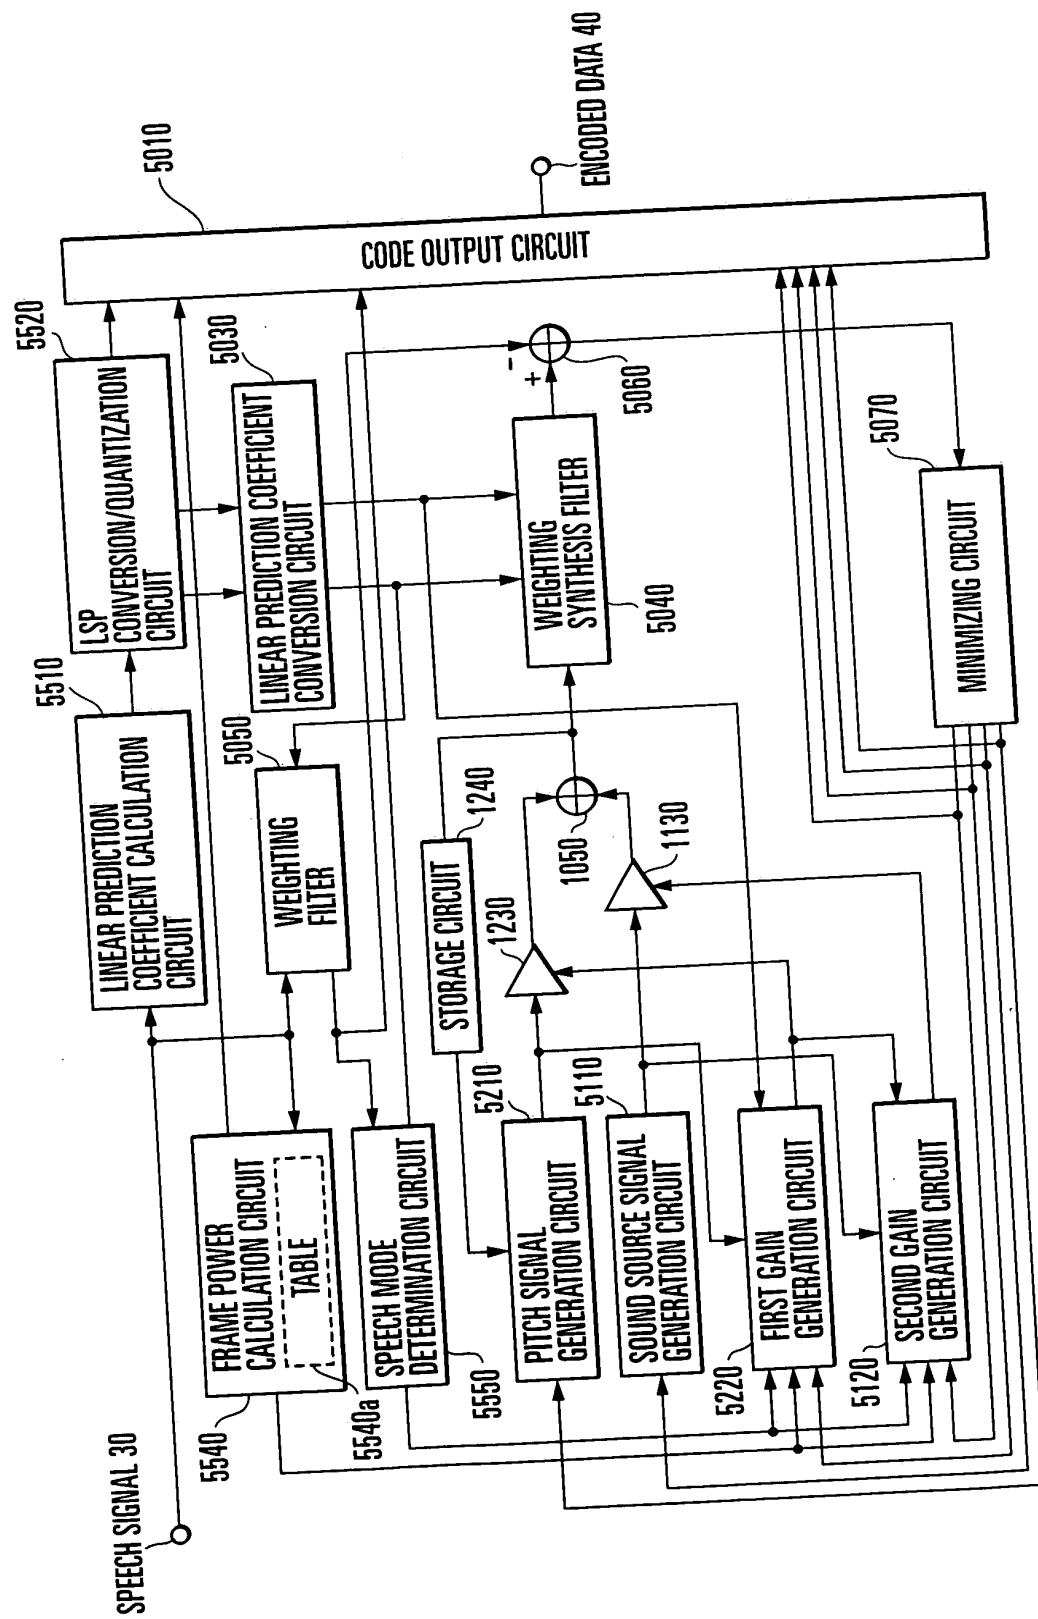 SPEECH SIGNAL 30
5540
FRAME POWER
CALCULATION CIRCUIT
TABLE
5540a
SPEECH MODE
DETERMINATION CIRCUIT
5550
5510
LINEAR PREDICTION
COEFFICIENT CALCULATION
CIRCUIT
5520
LSP
CONVERSION/QUANTIZATION
CIRCUIT
5010
CODE OUTPUT CIRCUIT
ENCODED DATA 40
5050
WEIGHTING
FILTER
5030
LINEAR PREDICTION COEFFICIENT
CONVERSION CIRCUIT
1240
STORAGE CIRCUIT
1230
5210
PITCH SIGNAL
GENERATION CIRCUIT
5110
SOUND SOURCE SIGNAL
GENERATION CIRCUIT
1050
1130
WEIGHTING
SYNTHESIS FILTER
5040
-
+
5060
5220
FIRST GAIN
GENERATION CIRCUIT
5120
SECOND GAIN
GENERATION CIRCUIT
5070
MINIMIZING CIRCUIT